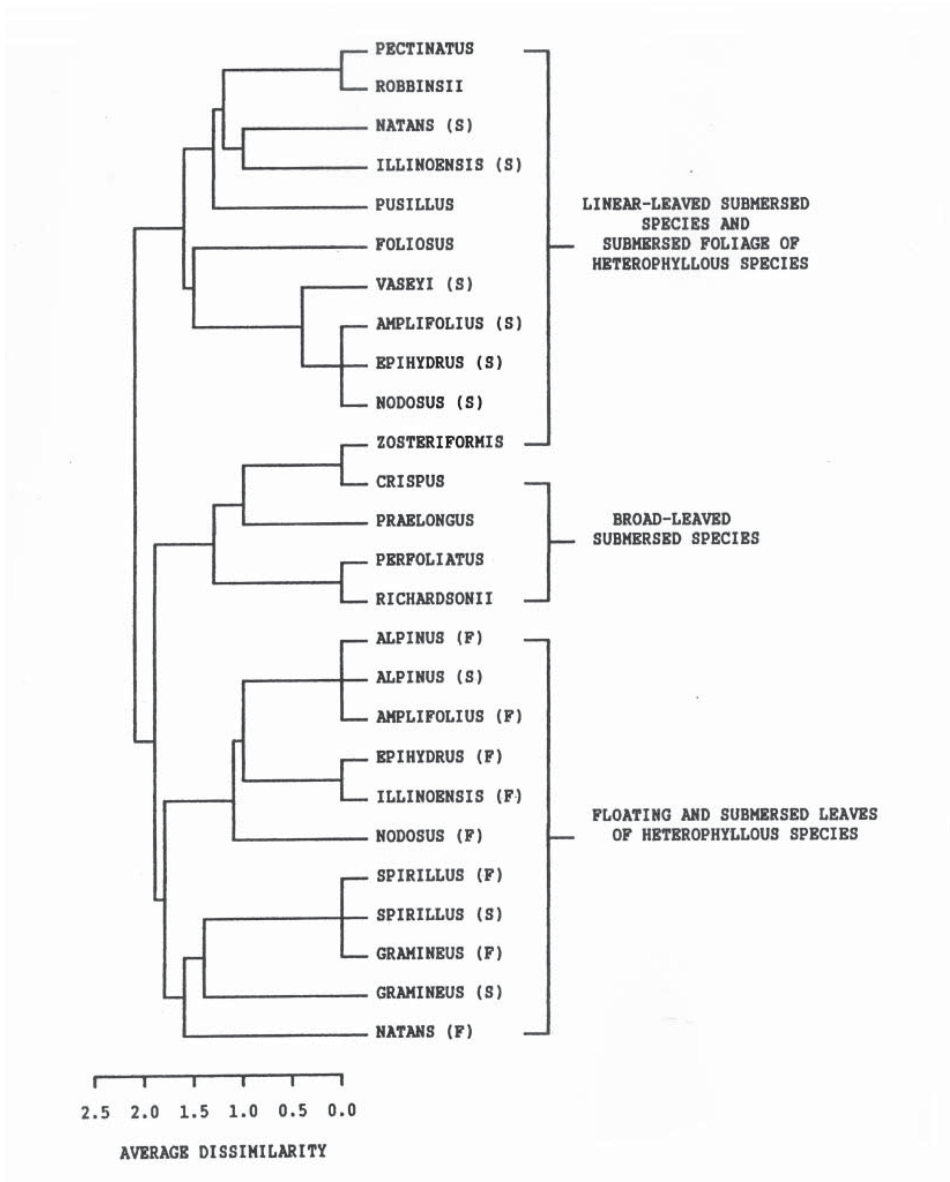 PECTINATUS
ROBBINSII
NATANS (S)
ILLINOENSIS (S)
PUSILLUS
FOLIOSUS
VASEYI (S)
AMPLIFOLIUS (S)
EPIHYDRUS (S)
NODOSUS (S)
ZOSTERIFORMIS
CRISPUS
PRAELONGUS
PERFOLIATUS
RICHARDSONII
ALPINUS (F)
ALPINUS (S)
AMPLIFOLIUS (F)
EPIHYDRUS (F)
ILLINOENSIS (F)
NODOSUS (F)
SPIRILLUS (F)
SPIRILLUS (S)
GRAMINEUS (F)
GRAMINEUS (S)
NATANS (F)
LINEAR-LEAVED SUBMERSED
SPECIES AND
SUBMERSED FOLIAGE OF
HETEROPHYLLOUS SPECIES
BROAD-LEAVED
SUBMERSED SPECIES
FLOATING AND SUBMERSED LEAVES
OF HETEROPHYLLOUS SPECIES
2.5 2.0 1.5 1.0 0.5 0.0
AVERAGE DISSIMILARITY